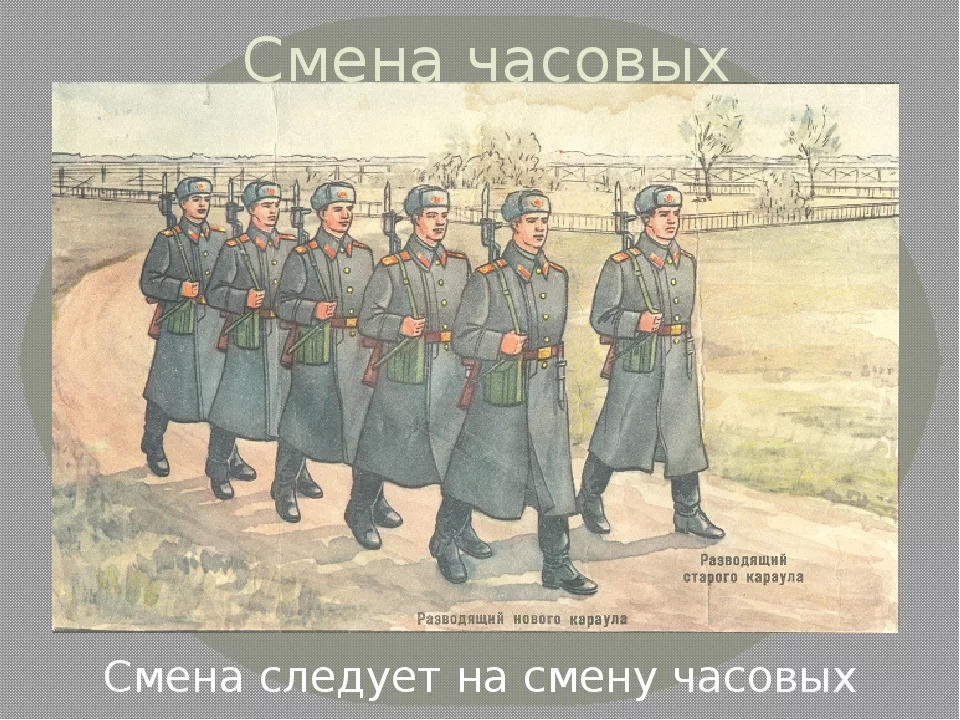 Смена часовых
Разводящий
старого караула
Разводящий нового караула
Смена следует на смену часовых